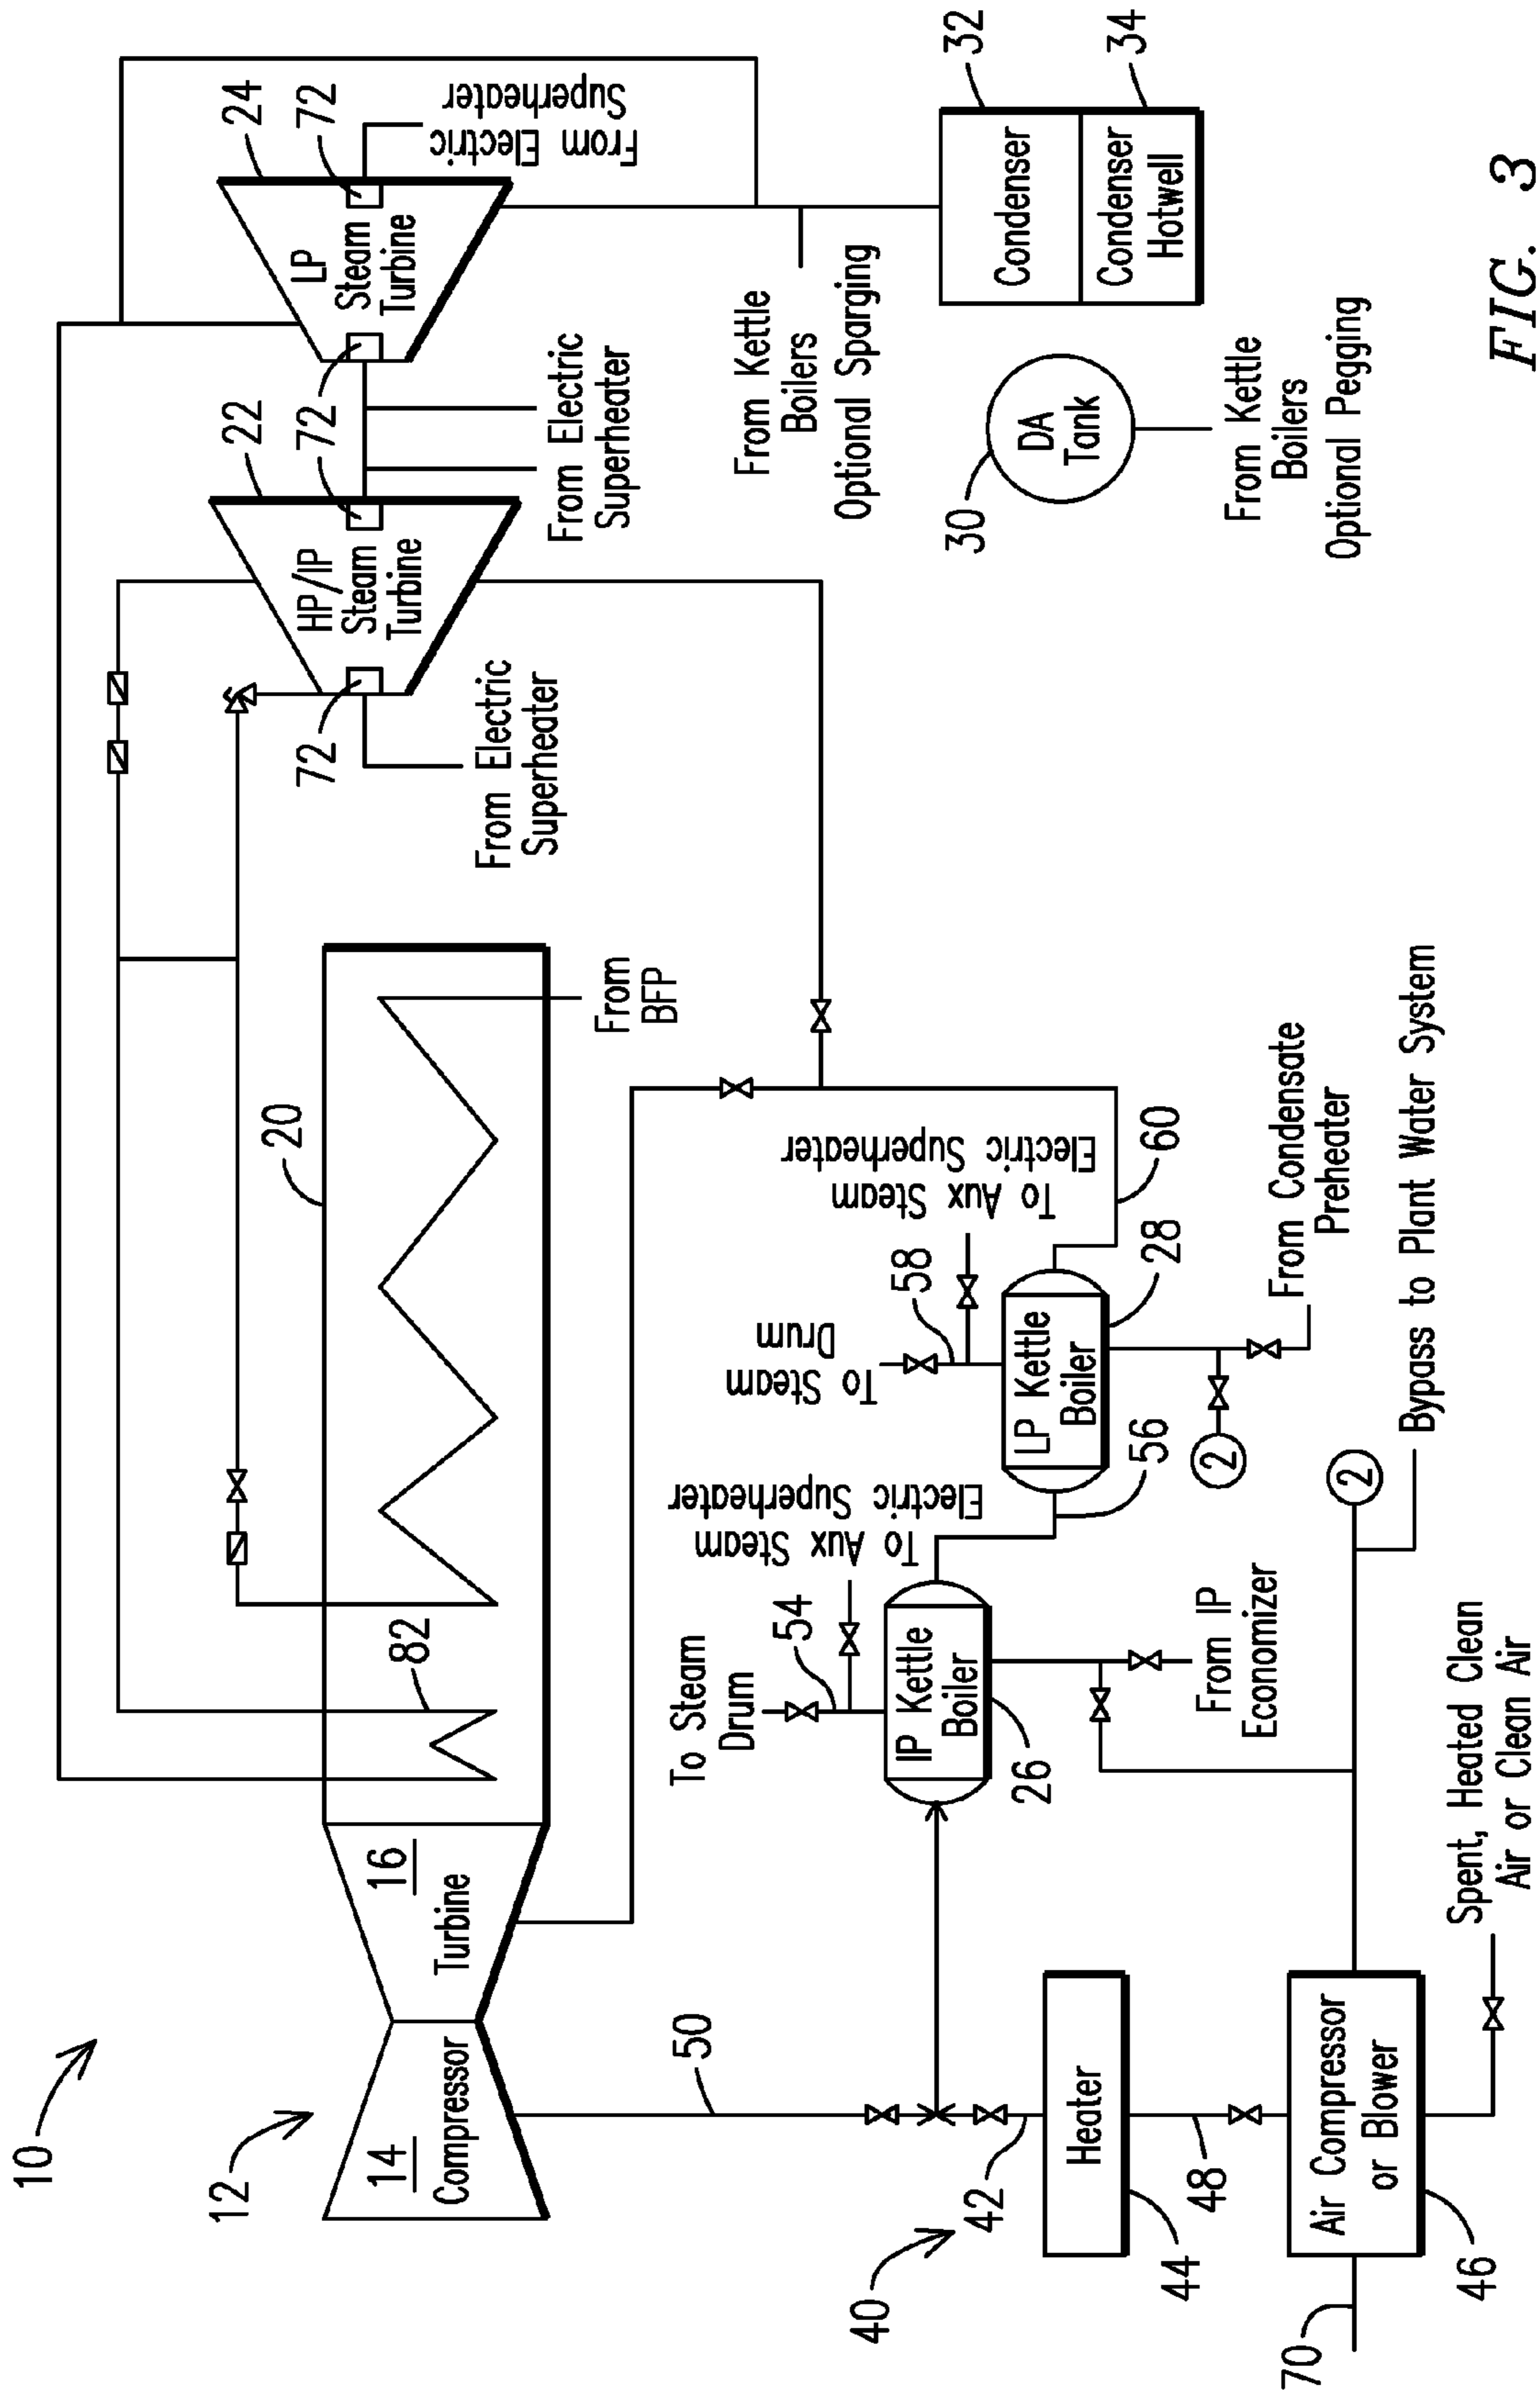 10
12
14
Compressor
16
Turbine
20
82
From
BFP
22
HP/IP
Steam
Turbine
72
72
From Electric
Superheater
From Electric
Superheater
24
LP
Steam
Turbine
72
72
From Electric
Superheater
From Kettle
Boilers
Optional Sparging
32
Condenser
34
Condenser
Hotwell
30
DA
Tank
From Kettle
Boilers
Optional Pegging
50
40
42
Heater
44
48
Air Compressor
or Blower
46
70
Spent, Heated Clean
Air or Clean Air
To Steam
Drum
54
To Aux Steam
Electric Superheater
IP Kettle
Boiler
26
From IP
Economizer
56
To Steam
Drum
58
To Aux Steam
Electric Superheater
LP Kettle
Boiler
28
60
2
From Condensate
Preheater
2
Bypass to Plant Water System
FIG. 3